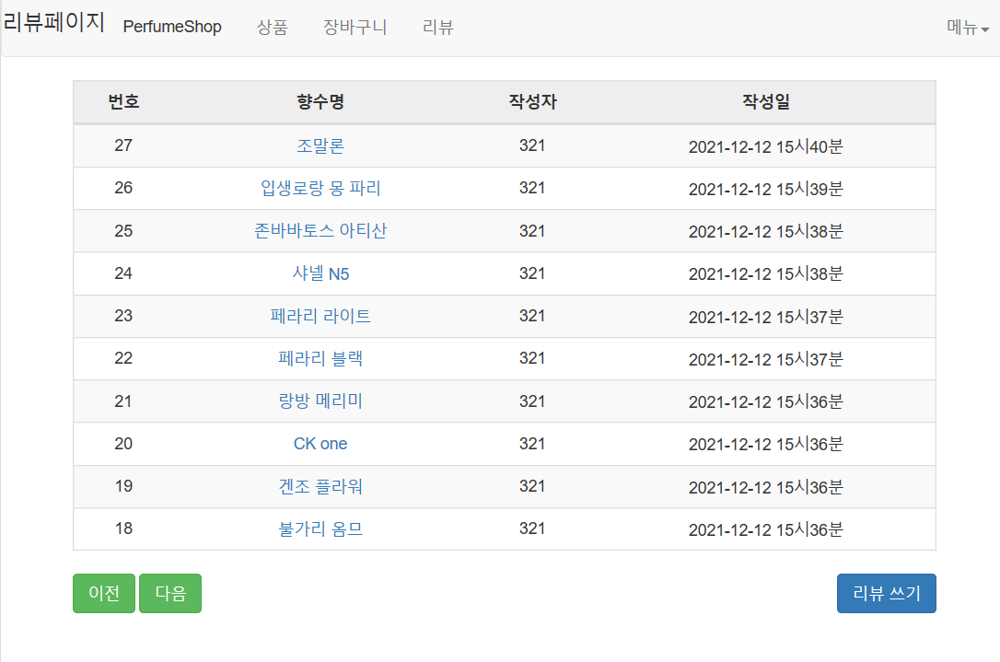 리뷰페이지 PerfumeShop 상품 장바구니 리뷰 메뉴
번호 향수명 작성자 작성일
27 조말론 321 2021-12-12 15시40분
26 입생로랑 몽 파리 321 2021-12-12 15시39분
25 존바바토스 아티산 321 2021-12-12 15시38분
24 샤넬 N5 321 2021-12-12 15시38분
23 페라리 라이트 321 2021-12-12 15시37분
22 페라리 블랙 321 2021-12-12 15시37분
21 랑방 메리미 321 2021-12-12 15시36분
20 CK one 321 2021-12-12 15시36분
19 겐조 플라워 321 2021-12-12 15시36분
18 불가리 옴므 321 2021-12-12 15시36분
이전 다음 리뷰 쓰기